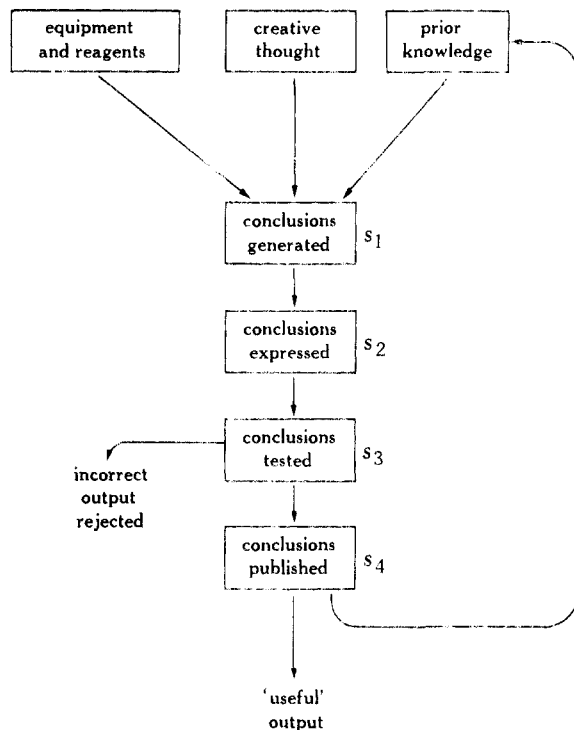 equipment
and reagents
creative
thought
prior
knowledge
conclusions
generated
s1
conclusions
expressed
s2
conclusions
tested
s3
incorrect
output
rejected
conclusions
published
s4
'useful'
output